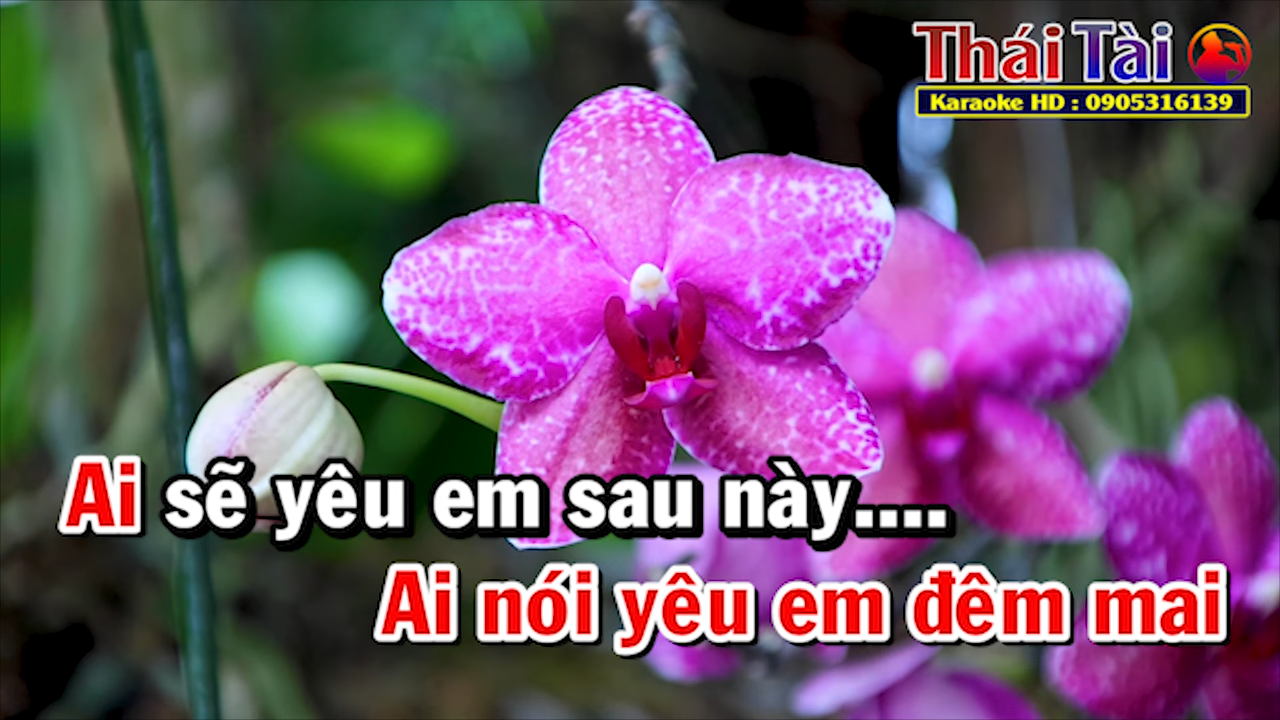 Thái Tài
Karaoke HD : 0905316139
Ai sẽ yêu em sau này....
Ai nói yêu em đêm mai